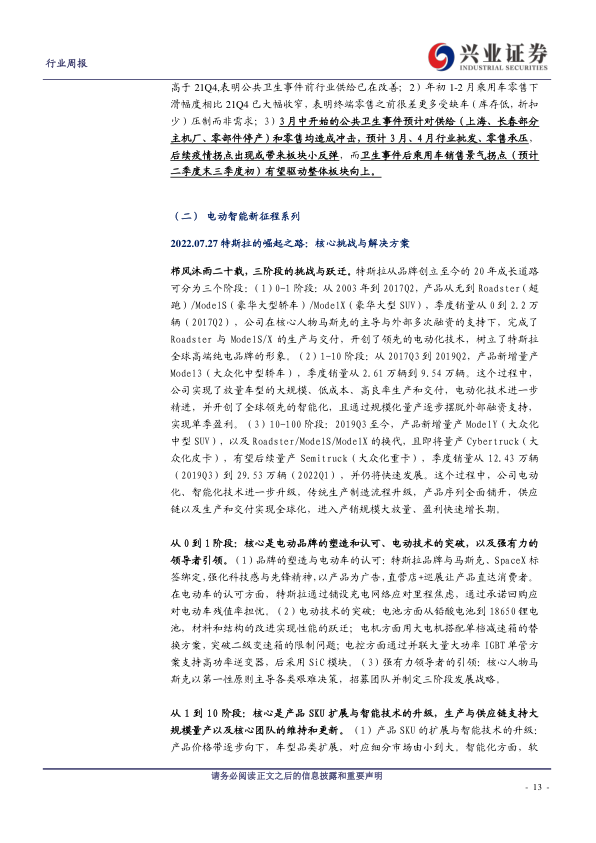 行业周报
兴业证券
INDUSTRIAL SECURITIES
高于 21Q4,表明公共卫生事件前行业供给已在改善；2）年初 1-2 月乘用车零售下
滑幅度相比 21Q4 已大幅收窄，表明终端零售之前很差更多受缺车（库存低，折扣
少）压制而非需求；3）3 月中开始的公共卫生事件预计对供给（上海、长春部分
主机厂、零部件停产）和零售均造成冲击，预计 3 月、4 月行业批发、零售承压，
后续疫情拐点出现或带来板块小反弹，而卫生事件后乘用车销售景气拐点（预计
二季度末三季度初）有望驱动整体板块向上。
（二） 电动智能新征程系列
2022.07.27 特斯拉的崛起之路：核心挑战与解决方案
栉风沐雨二十载，三阶段的挑战与跃迁。特斯拉从品牌创立至今的 20 年成长道路
可分为三个阶段：（1)0-1 阶段：从 2003 年到 2017Q2，产品从无到 Roadster（超
跑）/ModelS（豪华大型轿车）/ModelX（豪华大型 SUV)，季度销量从 0 到 2.2 万
辆（2017Q2），公司在核心人物马斯克的主导与外部多次融资的支持下，完成了
Roadster 与 ModelS/X 的生产与交付，开创了领先的电动化技术，树立了特斯拉
全球高端纯电品牌的形象。（2）1-10 阶段：从 2017Q3 到 2019Q2，产品新增量产
Model3（大众化中型轿车），季度销量从 2.61 万辆到 9.54 万辆。这个过程中，
公司实现了放量车型的大规模、低成本、高良率生产和交付，电动化技术进一步
精进，并开创了全球领先的智能化，且通过规模化量产逐步摆脱外部融资支持，
实现单季盈利。（3）10-100 阶段：2019Q3 至今，产品新增量产 ModelY（大众化
中型 SUV），以及 Roadster/ModelS/ModelX 的换代，且即将量产 Cybertruck（大
众化皮卡），有望后续量产 Semitruck（大众化重卡），季度销量从 12.43 万辆
（2019Q3）到 29.53 万辆（2022Q1），并仍将快速发展。这个过程中，公司电动
化、智能化技术进一步升级，传统生产制造流程升级，产品序列全面铺开，供应
链以及生产和交付实现全球化，进入产销规模大放量、盈利快速增长期。
从 0 到 1 阶段：核心是电动品牌的塑造和认可、电动技术的突破，以及强有力的
领导者引领。（1）品牌的塑造与电动车的认可：特斯拉品牌与马斯克、SpaceX 标
签绑定,强化科技感与先锋精神,以产品为广告,直营店+巡展让产品直达消费者。
在电动车的认可方面，特斯拉通过铺设充电网络应对里程焦虑，通过承诺回购应
对电动车残值率担忧。（2）电动技术的突破：电池方面从铅酸电池到 18650 锂电
池，材料和结构的改进实现性能的跃迁；电机方面用大电机搭配单档减速箱的替
换方案，突破二级变速箱的限制问题；电控方面通过并联大量大功率 IGBT 单管方
案支持高功率逆变器，后采用 SiC 模块。（3）强有力领导者的引领：核心人物马
斯克以第一性原则主导各类艰难决策，招募团队并制定三阶段发展战略。
从 1 到 10 阶段：核心是产品 SKU 扩展与智能技术的升级，生产与供应链支持大
规模量产以及核心团队的维持和更新。（1）产品 SKU 的扩展与智能技术的升级：
产品价格带逐步向下，车型品类扩展，对应细分市场由小到大。智能化方面，软
请务必阅读正文之后的信息披露和重要声明
- 13 -